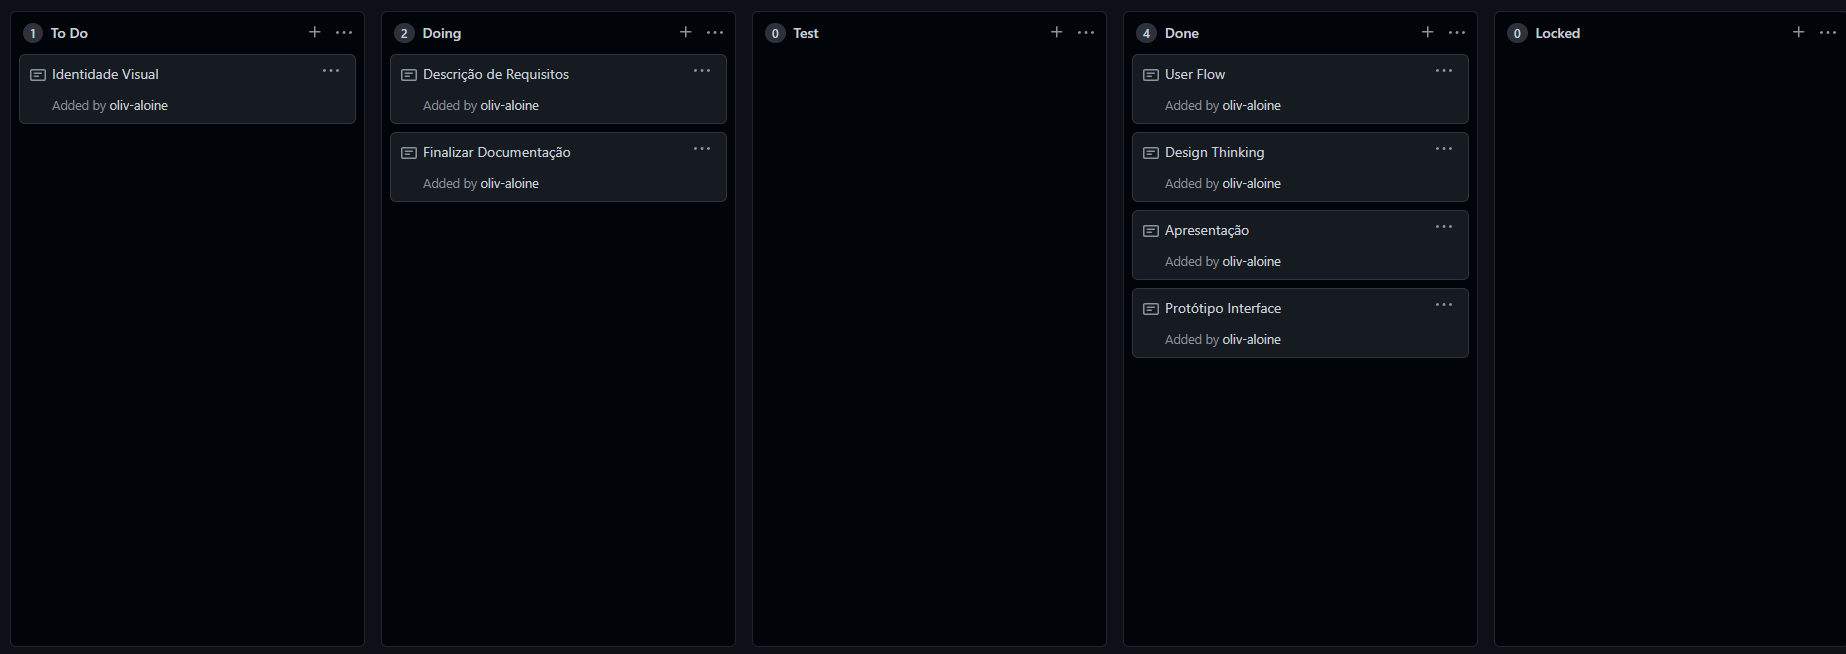 1 To Do
Identidade Visual
Added by oliv-aloine
2 Doing
Descrição de Requisitos
Added by oliv-aloine
Finalizar Documentação
Added by oliv-aloine
0 Test
4 Done
User Flow
Added by oliv-aloine
Design Thinking
Added by oliv-aloine
Apresentação
Added by oliv-aloine
Protótipo Interface
Added by oliv-aloine
0 Locked